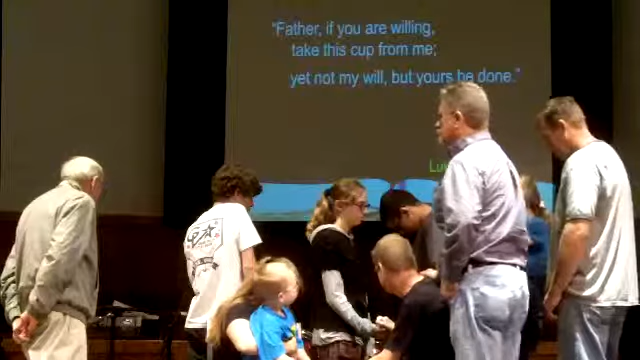 "Father, if you are willing,
take this cup from me;
yet not my will, but yours be done."